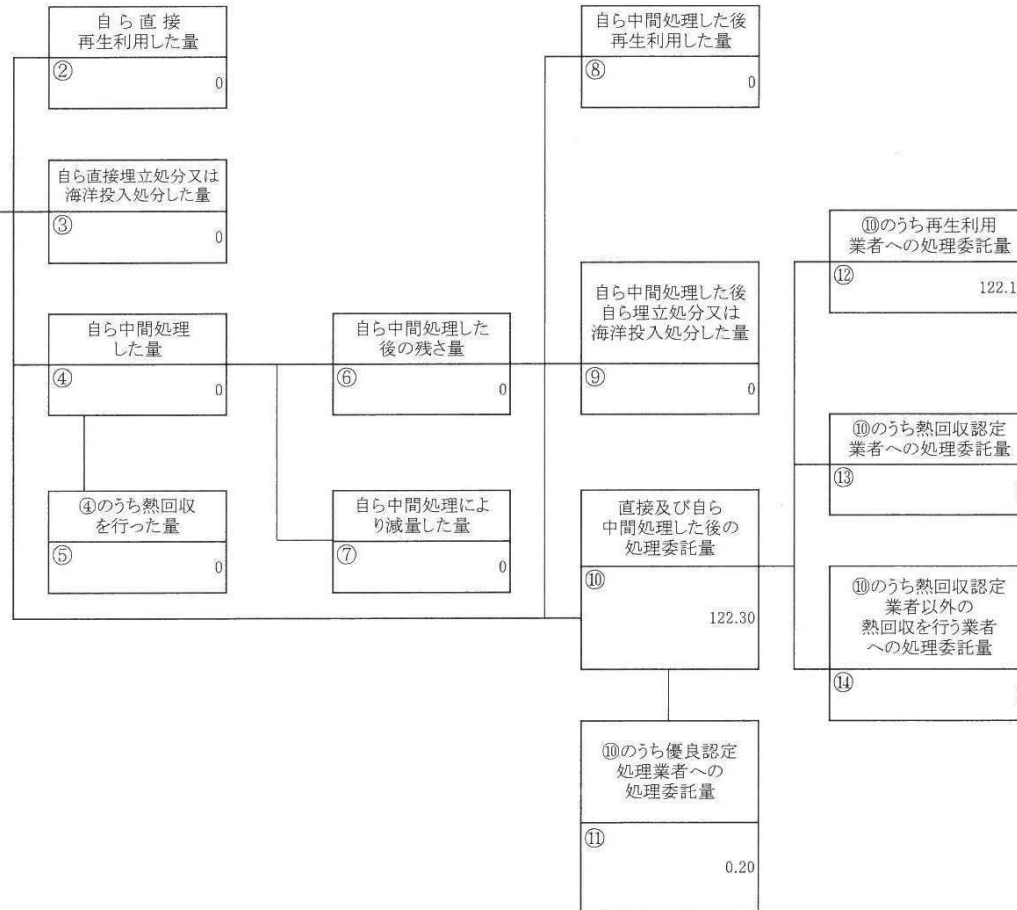 自ら直接
再生利用した量
②
0
自ら直接埋立処分又は
海洋投入処分した量
③
0
自ら中間処理
した量
④
0
④のうち熱回収
を行った量
⑤
0
自ら中間処理した
後の残さ量
⑥
0
自ら中間処理によ
り減量した量
⑦
0
自ら中間処理した後
再生利用した量
⑧
0
自ら中間処理した後
自ら埋立処分又は
海洋投入処分した量
⑨
0
直接及び自ら
中間処理した後の
処理委託量
⑩
122.30
⑩のうち優良認定
処理業者への
処理委託量
⑪
0.20
⑩のうち再生利用
業者への処理委託量
⑫
122.1
⑩のうち熱回収認定
業者への処理委託量
⑬
⑩のうち熱回収認定
業者以外の
熱回収を行う業者
への処理委託量
⑭